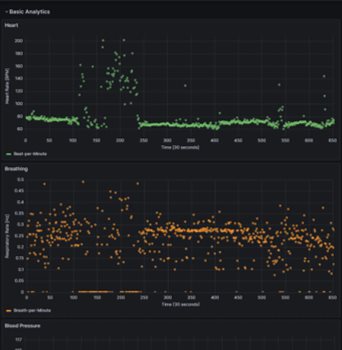 Basic Analytics
Heart
Heart Rate [BPM]
200
180
160
140
120
100
80
60
0 50 100 150 200 250 300 350 400 450 500 550 600 650
Time [30 seconds]
Beat-per-Minute
Breathing
Respiratory Rate [Hz]
0.5
0.45
0.4
0.35
0.3
0.25
0.2
0.15
0.1
0.05
0
0 50 100 150 200 250 300 350 400 450 500 550 600 650
Time [30 seconds]
Breath-per-Minute
Blood Pressure
117